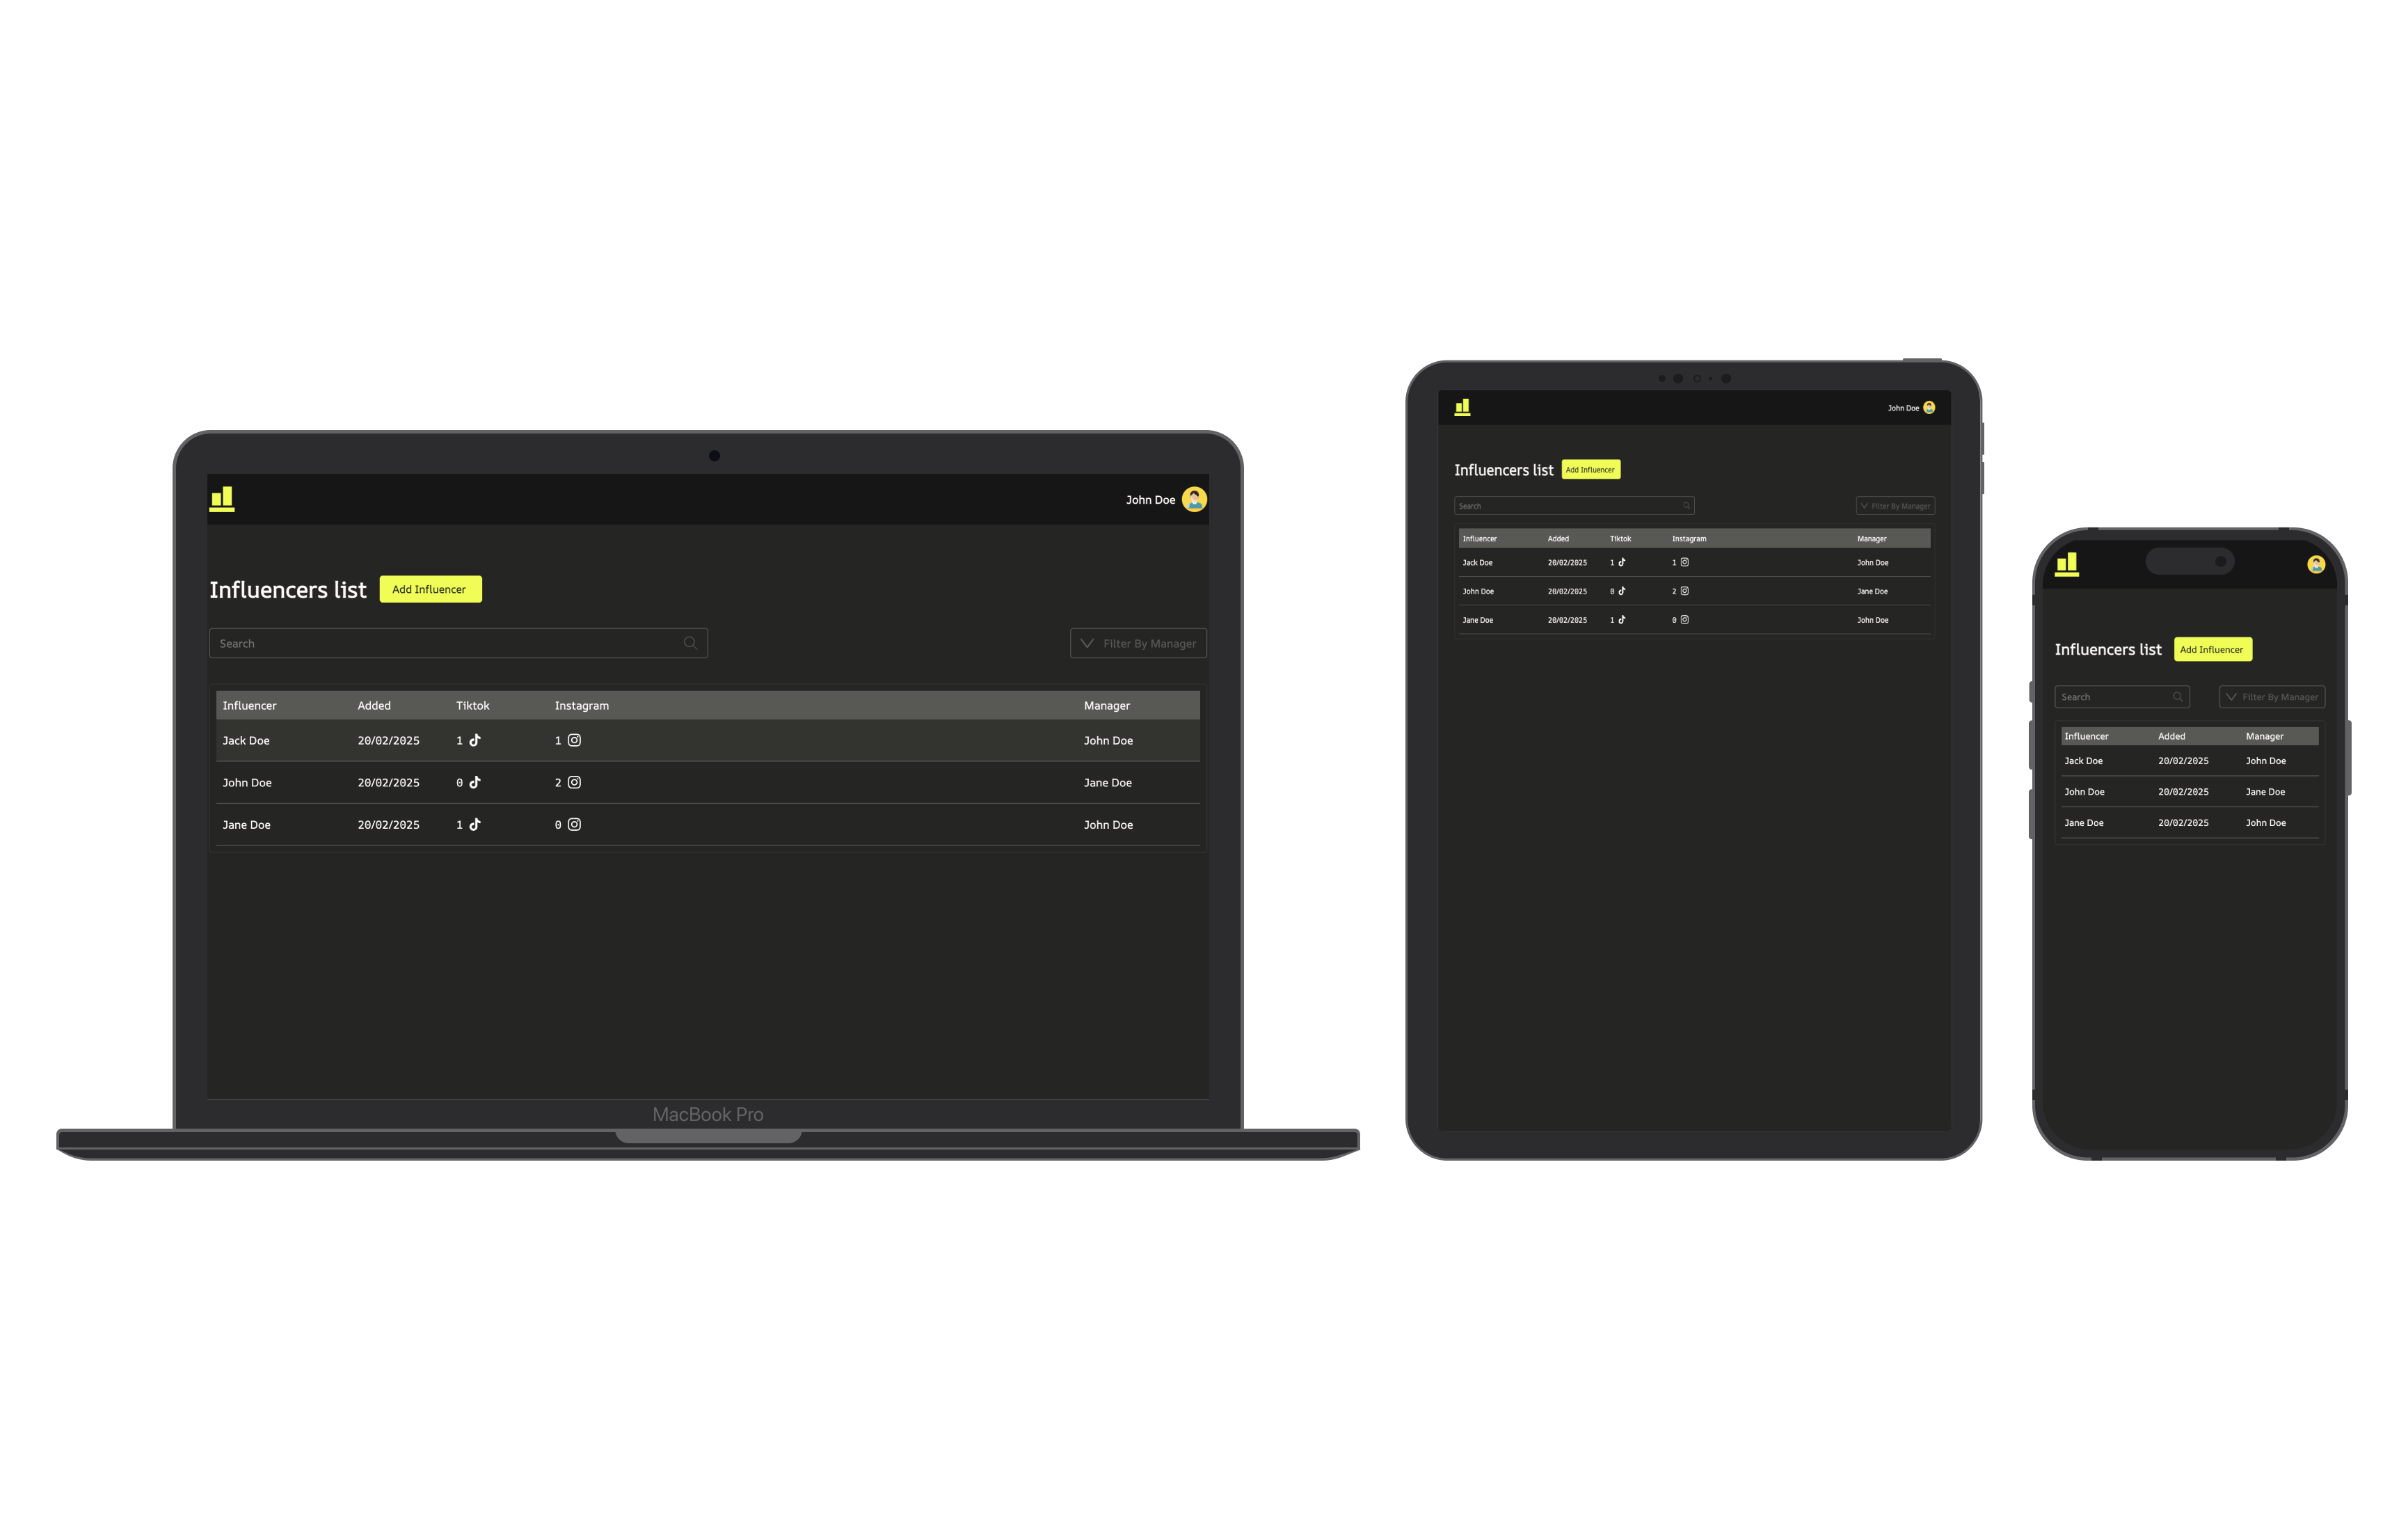 John Doe
Influencers list Add Influencer
Search Filter By Manager
Influencer Added Tiktok Instagram Manager
Jack Doe 20/02/2025 1 1 John Doe
John Doe 20/02/2025 0 2 Jane Doe
Jane Doe 20/02/2025 1 0 John Doe
MacBook Pro
John Doe
Influencers list Add Influencer
Search Filter By Manager
Influencer Added Tiktok Instagram Manager
Jack Doe 20/02/2025 1 1 John Doe
John Doe 20/02/2025 0 2 Jane Doe
Jane Doe 20/02/2025 1 0 John Doe
Influencers list Add Influencer
Search Filter By Manager
Influencer Added Manager
Jack Doe 20/02/2025 John Doe
John Doe 20/02/2025 Jane Doe
Jane Doe 20/02/2025 John Doe